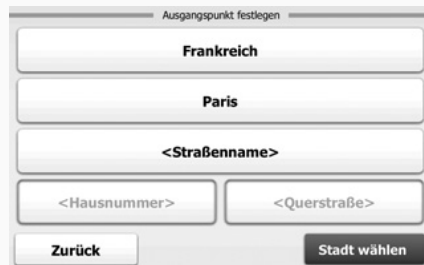 Ausgangspunkt festlegen
Frankreich
Paris
<Straßenname>
<Hausnummer> <Querstraße>
Zurück Stadt wählen